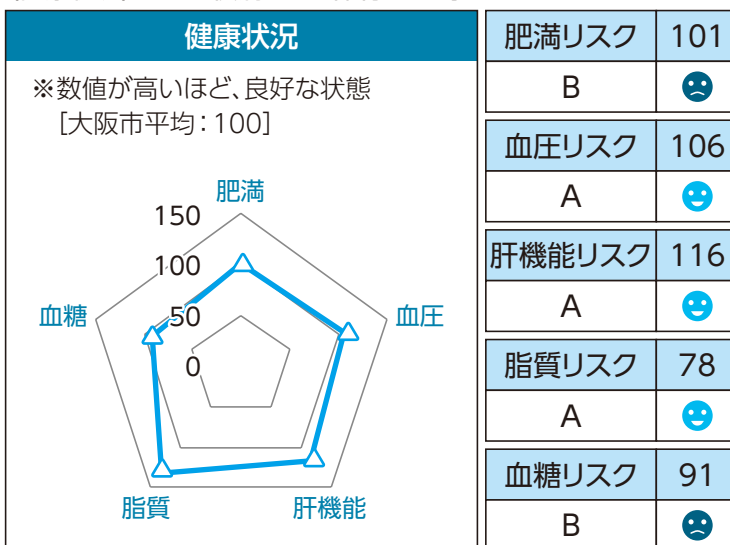 健康状況
※数値が高いほど、良好な状態
[大阪市平均：100]
肥満
150
100
50
0
血糖
血圧
脂質
肝機能
肥満リスク 101
B
血圧リスク 106
A
肝機能リスク 116
A
脂質リスク 78
A
血糖リスク 91
B